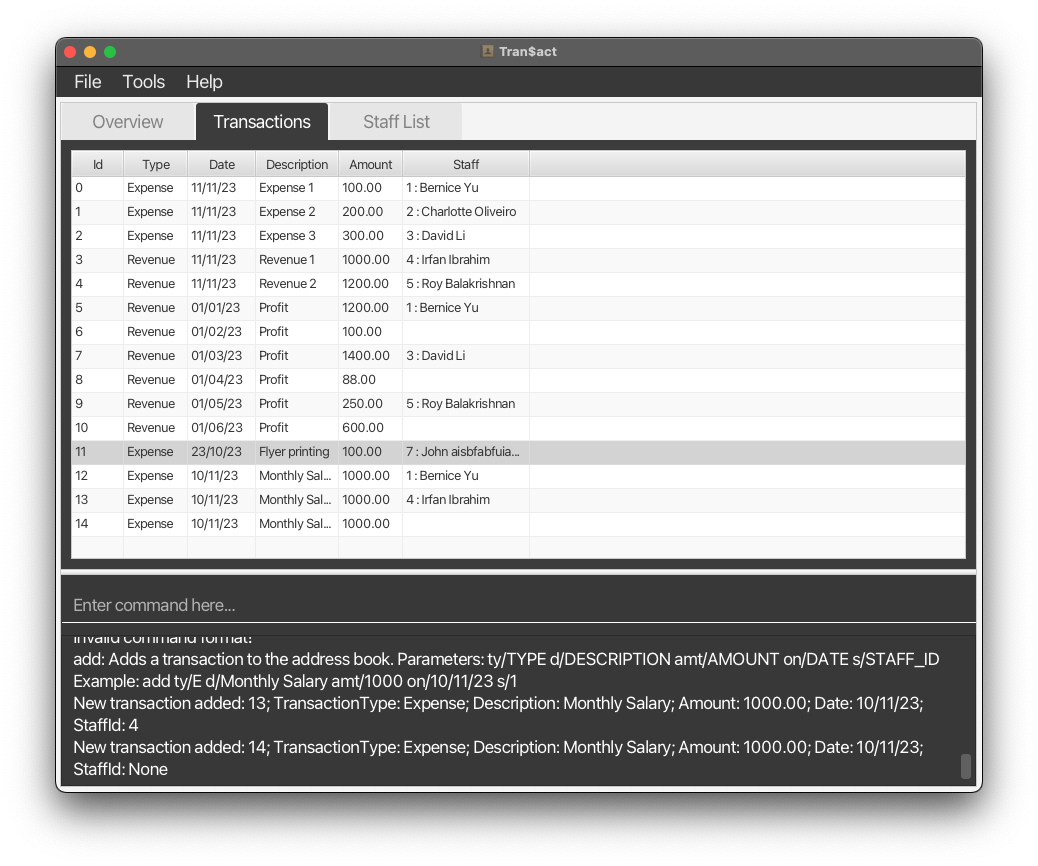 Tran$act
File Tools Help
Overview Transactions Staff List
Id Type Date Description Amount Staff
0 Expense 11/11/23 Expense 1 100.00 1 : Bernice Yu
1 Expense 11/11/23 Expense 2 200.00 2 : Charlotte Oliveiro
2 Expense 11/11/23 Expense 3 300.00 3 : David Li
3 Revenue 11/11/23 Revenue 1 1000.00 4 : Irfan Ibrahim
4 Revenue 11/11/23 Revenue 2 1200.00 5 : Roy Balakrishnan
5 Revenue 01/01/23 Profit 1200.00 1 : Bernice Yu
6 Revenue 01/02/23 Profit 100.00
7 Revenue 01/03/23 Profit 1400.00 3 : David Li
8 Revenue 01/04/23 Profit 88.00
9 Revenue 01/05/23 Profit 250.00 5 : Roy Balakrishnan
10 Revenue 01/06/23 Profit 600.00
11 Expense 23/10/23 Flyer printing 100.00 7 : John aisbfabfuia...
12 Expense 10/11/23 Monthly Sal... 1000.00 1 : Bernice Yu
13 Expense 10/11/23 Monthly Sal... 1000.00 4 : Irfan Ibrahim
14 Expense 10/11/23 Monthly Sal... 1000.00
Enter command here...
Invalid command format!
add: Adds a transaction to the address book. Parameters: ty/TYPE d/DESCRIPTION amt/AMOUNT on/DATE s/STAFF_ID
Example: add ty/E d/Monthly Salary amt/1000 on/10/11/23 s/1
New transaction added: 13; TransactionType: Expense; Description: Monthly Salary; Amount: 1000.00; Date: 10/11/23;
StaffId: 4
New transaction added: 14; TransactionType: Expense; Description: Monthly Salary; Amount: 1000.00; Date: 10/11/23;
StaffId: None